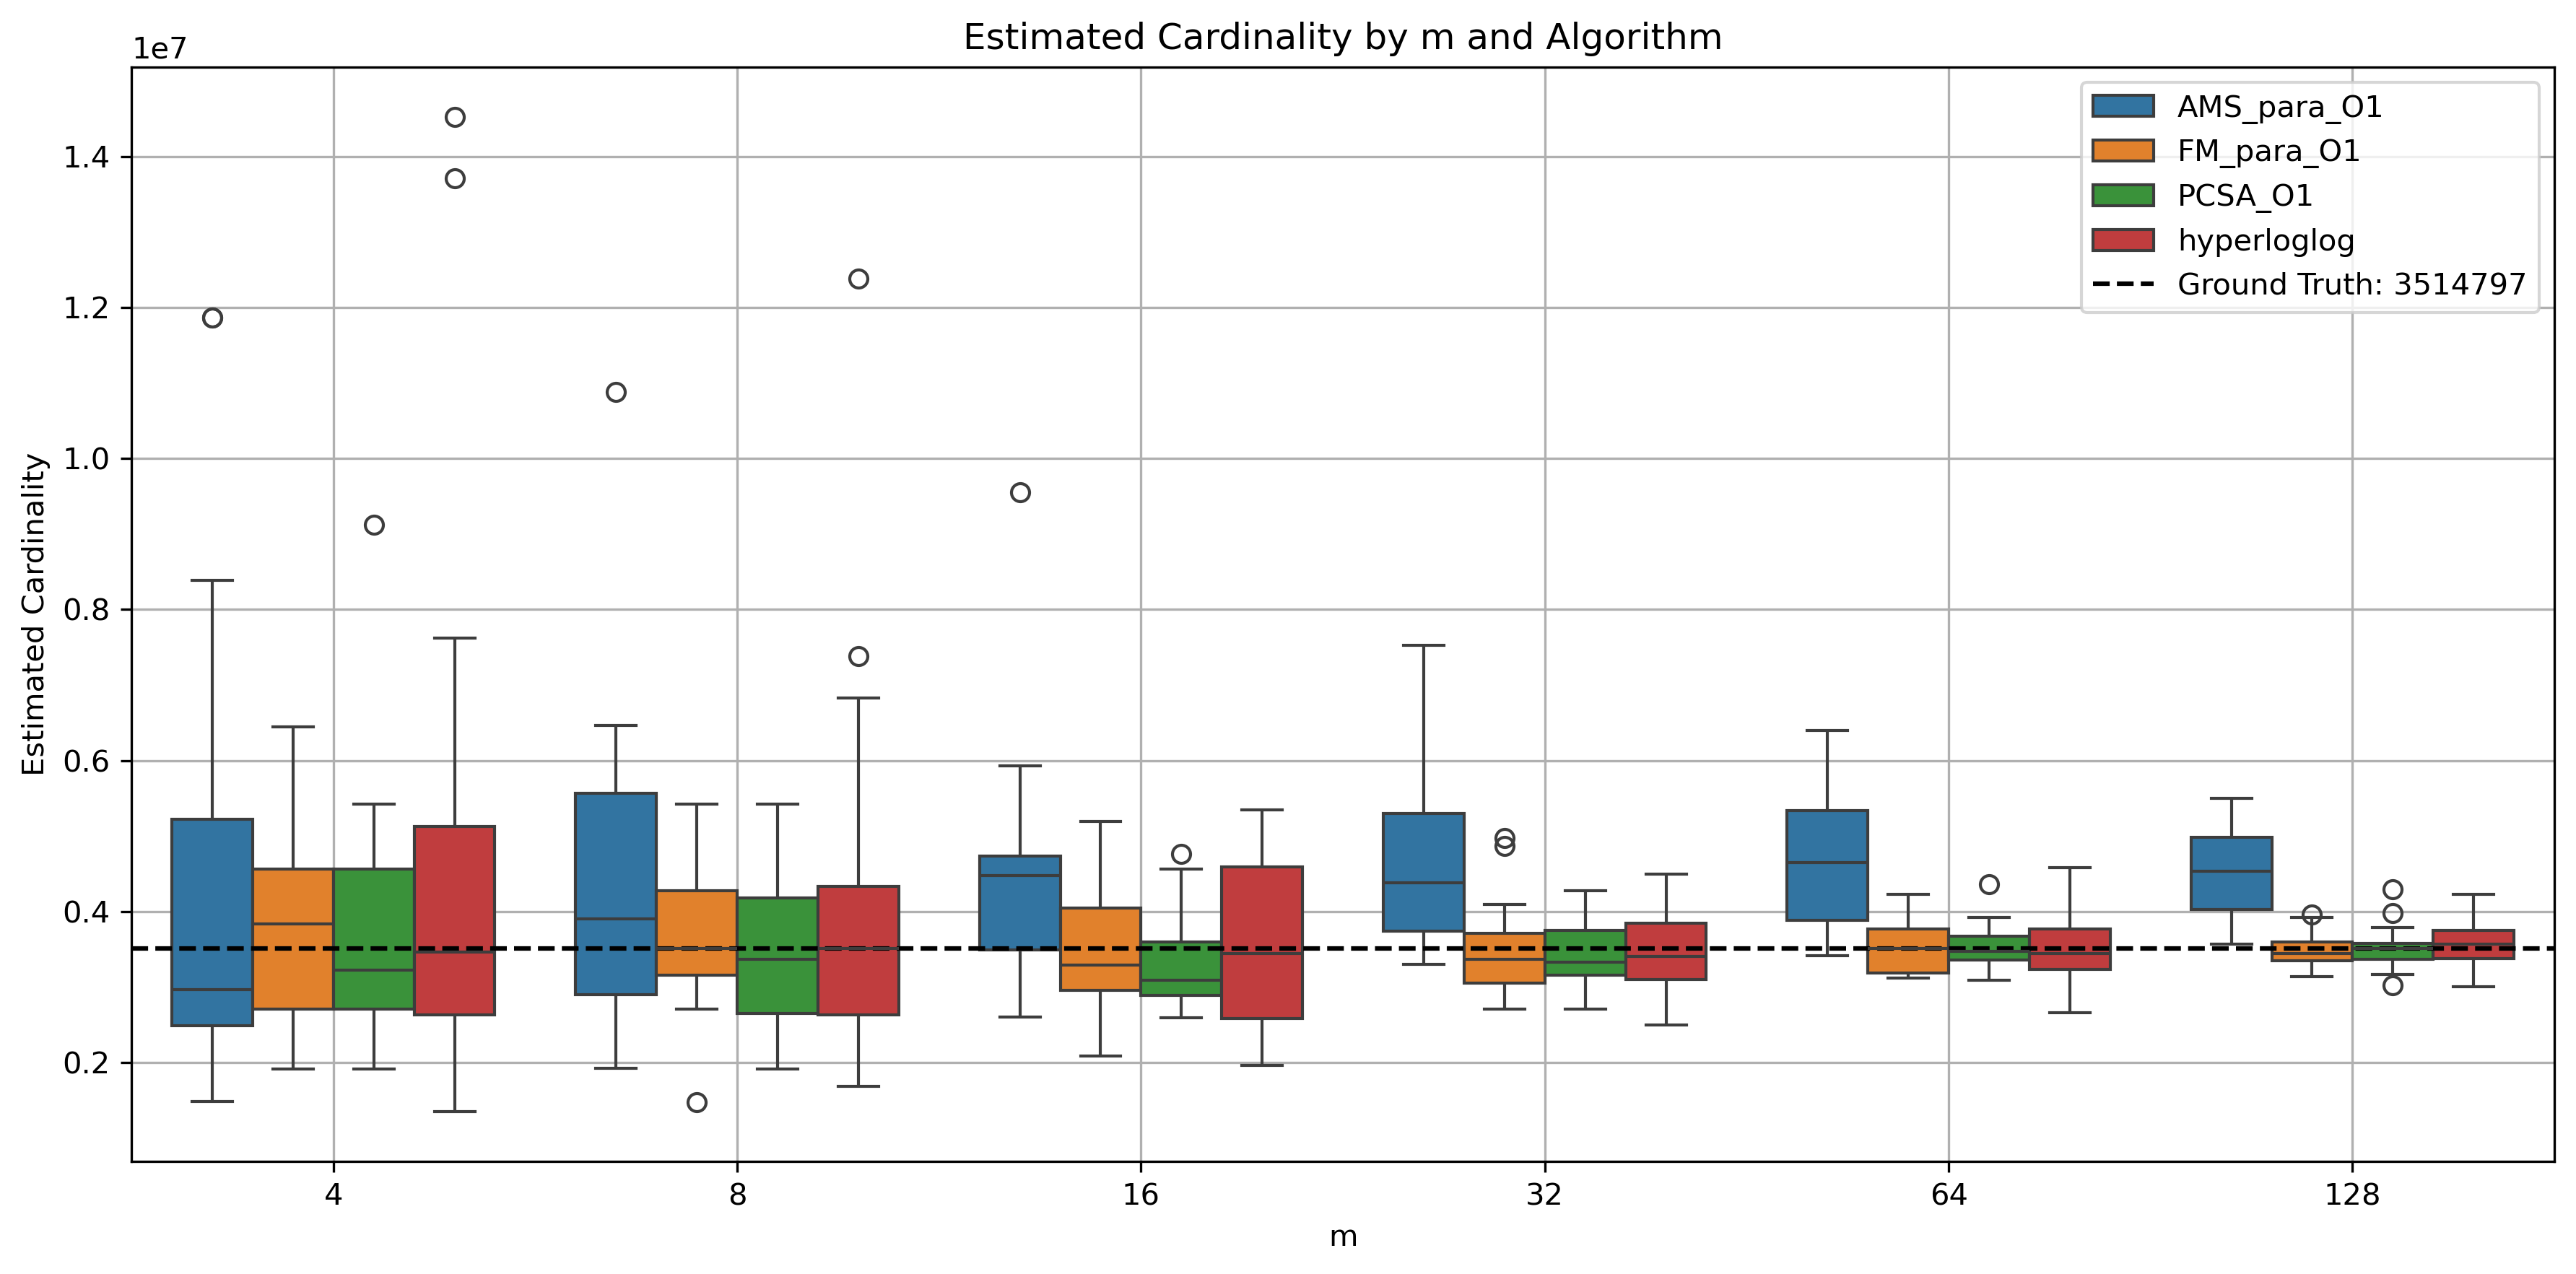 Estimated Cardinality by m and Algorithm
1e7
1.4
1.2
1.0
0.8
0.6
0.4
0.2
Estimated Cardinality
4
8
16
32
64
128
m
AMS_para_O1
FM_para_O1
PCSA_O1
hyperloglog
Ground Truth: 3514797